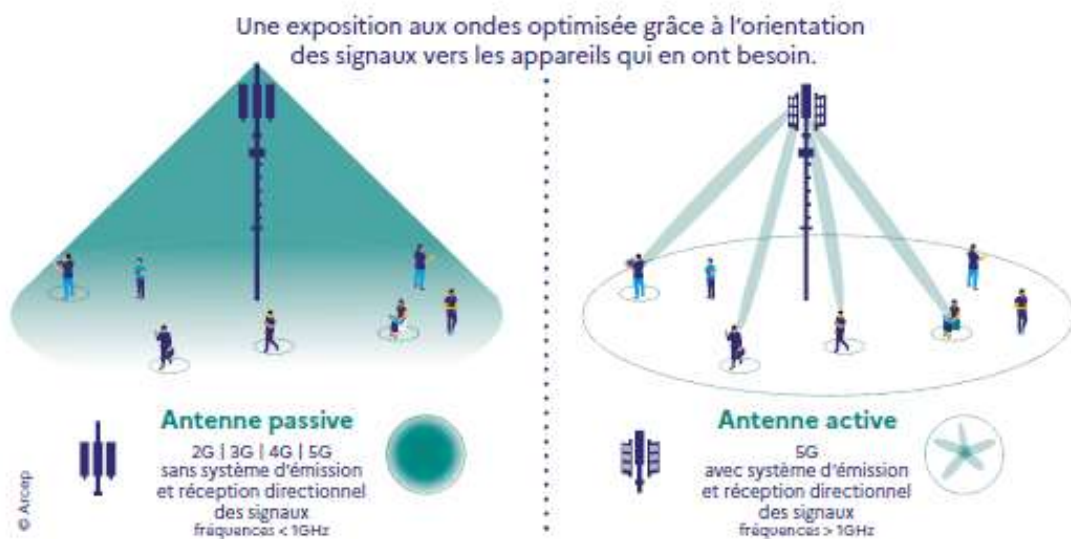 Une exposition aux ondes optimisée grâce à l'orientation
des signaux vers les appareils qui en ont besoin.
Antenne passive
2G | 3G | 4G | 5G
sans système d'émission
et réception directionnel
des signaux
fréquences < 1GHz
Antenne active
5G
avec système d'émission
et réception directionnel
des signaux
fréquences > 1GHz
© Arcep